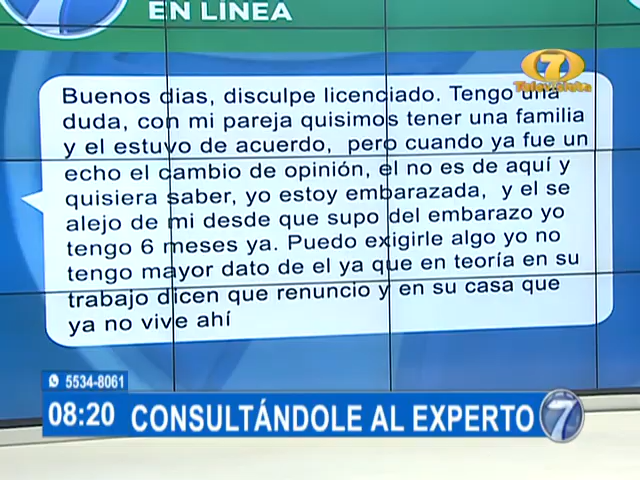 EN LÍNEA
7
Televisiete
Buenos dias, disculpe licenciado. Tengo una
duda, con mi pareja quisimos tener una familia
y el estuvo de acuerdo, pero cuando ya fue un
echo el cambio de opinión, el no es de aquí y
quisiera saber, yo estoy embarazada, y el se
alejo de mi desde que supo del embarazo yo
tengo 6 meses ya. Puedo exigirle algo yo no
tengo mayor dato de el ya que en teoría en su
trabajo dicen que renuncio y en su casa que
ya no vive ahí
5534-8061
08:20 CONSULTÁNDOLE AL EXPERTO 7